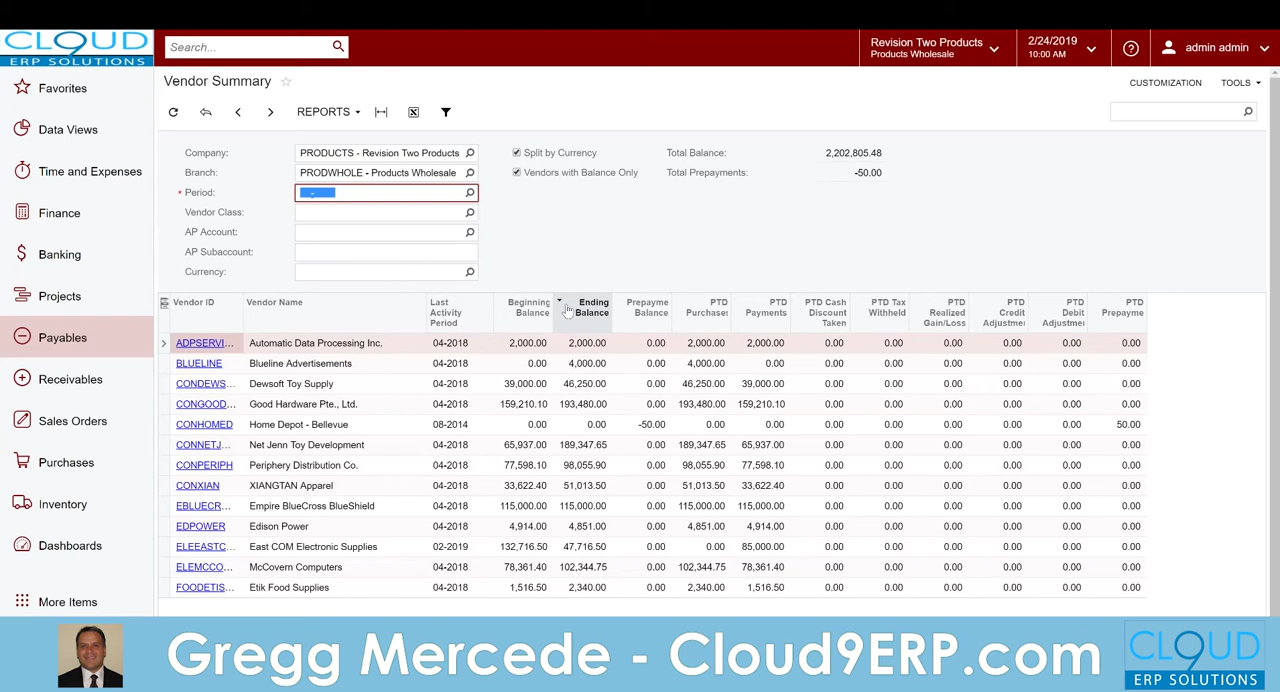 CLOUD
ERP SOLUTIONS
Search...
Revision Two Products
Products Wholesale
2/24/2019
10:00 AM
?
admin admin
Favorites
Data Views
Time and Expenses
Finance
Banking
Projects
Payables
Receivables
Sales Orders
Purchases
Inventory
Dashboards
More Items
Vendor Summary
CUSTOMIZATION TOOLS
REPORTS
Company: PRODUCTS - Revision Two Products
Branch: PRODWHOLE - Products Wholesale
* Period: -
Vendor Class:
AP Account:
AP Subaccount:
Currency:
Split by Currency
Vendors with Balance Only
Total Balance: 2,202,805.48
Total Prepayments: -50.00
Vendor ID Vendor Name Last Activity Period Beginning Balance Ending Balance Prepayme Balance PTD Purchases PTD Payments PTD Cash Discount Taken PTD Tax Withheld PTD Realized Gain/Loss PTD Credit Adjustmer PTD Debit Adjustmer PTD Prepayme
ADPSERVI... Automatic Data Processing Inc. 04-2018 2,000.00 2,000.00 0.00 2,000.00 2,000.00 0.00 0.00 0.00 0.00 0.00 0.00
BLUELINE Blueline Advertisements 04-2018 0.00 4,000.00 0.00 4,000.00 0.00 0.00 0.00 0.00 0.00 0.00 0.00
CONDEWS... Dewsoft Toy Supply 04-2018 39,000.00 46,250.00 0.00 46,250.00 39,000.00 0.00 0.00 0.00 0.00 0.00 0.00
CONGOOD... Good Hardware Pte., Ltd. 04-2018 159,210.10 193,480.00 0.00 193,480.00 159,210.10 0.00 0.00 0.00 0.00 0.00 0.00
CONHOMED Home Depot - Bellevue 08-2014 0.00 0.00 -50.00 0.00 0.00 0.00 0.00 0.00 0.00 0.00 50.00
CONNETJ... Net Jenn Toy Development 04-2018 65,937.00 189,347.65 0.00 189,347.65 65,937.00 0.00 0.00 0.00 0.00 0.00 0.00
CONPERIPH Periphery Distribution Co. 04-2018 77,598.10 98,055.90 0.00 98,055.90 77,598.10 0.00 0.00 0.00 0.00 0.00 0.00
CONXIAN XIANGTAN Apparel 04-2018 33,622.40 51,013.50 0.00 51,013.50 33,622.40 0.00 0.00 0.00 0.00 0.00 0.00
EBLUECR... Empire BlueCross BlueShield 04-2018 115,000.00 115,000.00 0.00 115,000.00 115,000.00 0.00 0.00 0.00 0.00 0.00 0.00
EDPOWER Edison Power 04-2018 4,914.00 4,851.00 0.00 4,851.00 4,914.00 0.00 0.00 0.00 0.00 0.00 0.00
ELEEASTC... East COM Electronic Supplies 02-2019 132,716.50 47,716.50 0.00 0.00 85,000.00 0.00 0.00 0.00 0.00 0.00 0.00
ELEMCCO... McCovern Computers 04-2018 78,361.40 102,344.75 0.00 102,344.75 78,361.40 0.00 0.00 0.00 0.00 0.00 0.00
FOODETIS... Etik Food Supplies 04-2018 1,516.50 2,340.00 0.00 2,340.00 1,516.50 0.00 0.00 0.00 0.00 0.00 0.00
Gregg Mercede - Cloud9ERP.com
CLOUD
ERP SOLUTIONS